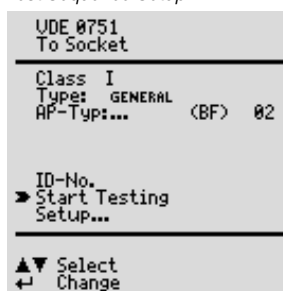 VDE 0751
To Socket
Class I
Type: GENERAL
AP-Typ:... (BF) 02
ID-No.
Start Testing
Setup...
Select
Change